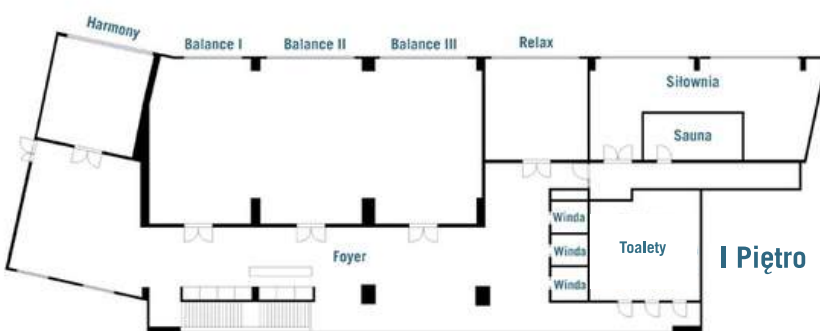 Harmony
Balance I
Balance II
Balance III
Relax
Siłownia
Sauna
Winda
Winda
Toalety
I Piętro
Foyer
Winda